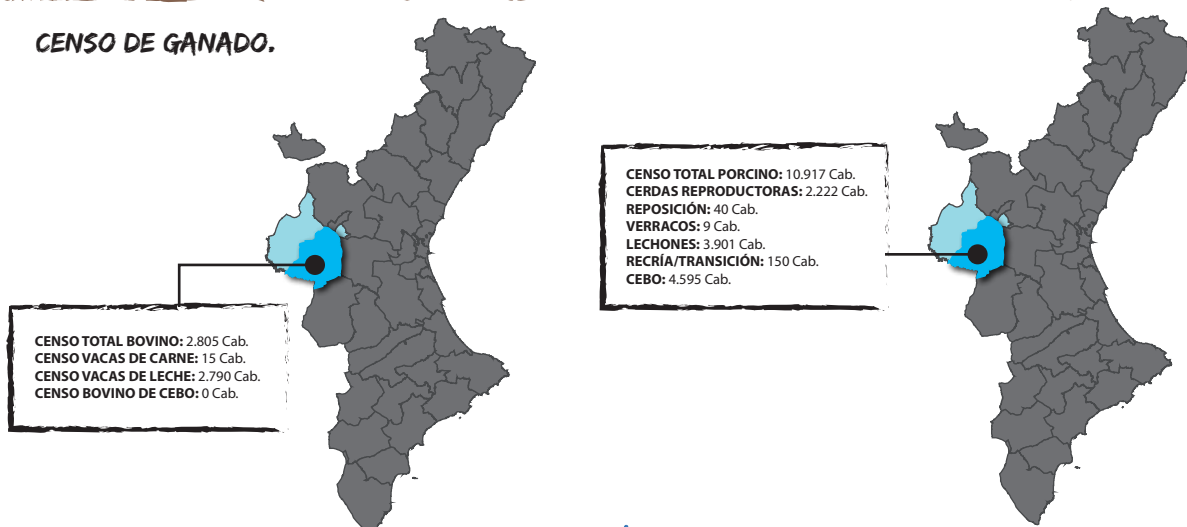 CENSO DE GANADO.
CENSO TOTAL BOVINO: 2.805 Cab.
CENSO VACAS DE CARNE: 15 Cab.
CENSO VACAS DE LECHE: 2.790 Cab.
CENSO BOVINO DE CEBO: 0 Cab.
CENSO TOTAL PORCINO: 10.917 Cab.
CERDAS REPRODUCTORAS: 2.222 Cab.
REPOSICIÓN: 40 Cab.
VERRACOS: 9 Cab.
LECHONES: 3.901 Cab.
RECRÍA/TRANSICIÓN: 150 Cab.
CEBO: 4.595 Cab.